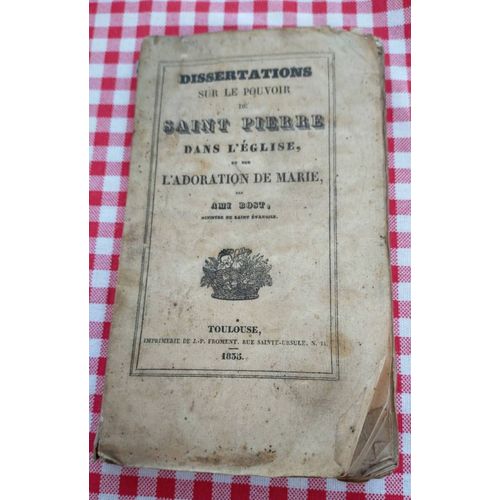 DISSERTATIONS
SUR LE POUVOIR
DE
SAINT PIERRE
DANS L'ÉGLISE,
ET SUR
L'ADORATION DE MARIE,
PAR
AMI BOST,
MINISTRE DU SAINT ÉVANGILE.
TOULOUSE,
IMPRIMERIE DE J.-P. FROMENT, RUE SAINTE-URSULE, N.
1835.